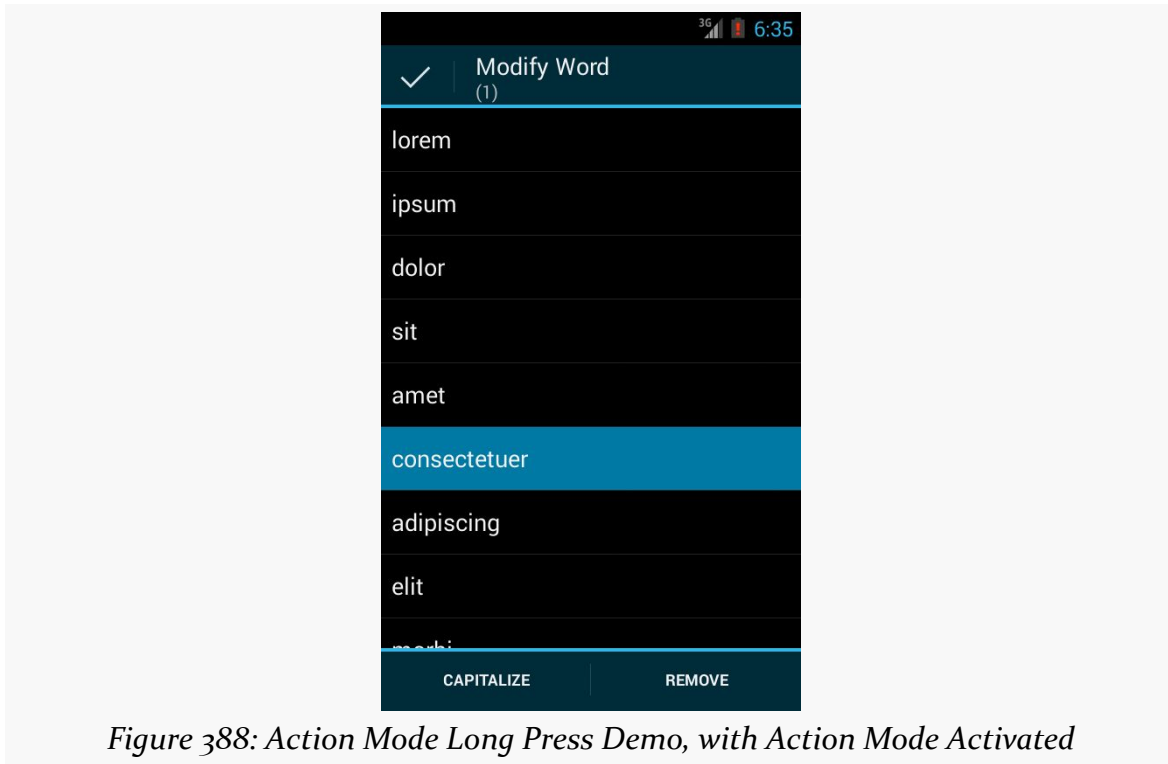 3G 6:35
Modify Word
(1)
lorem
ipsum
dolor
sit
amet
consectetuer
adipiscing
elit
morbi
CAPITALIZE REMOVE
Figure 388: Action Mode Long Press Demo, with Action Mode Activated